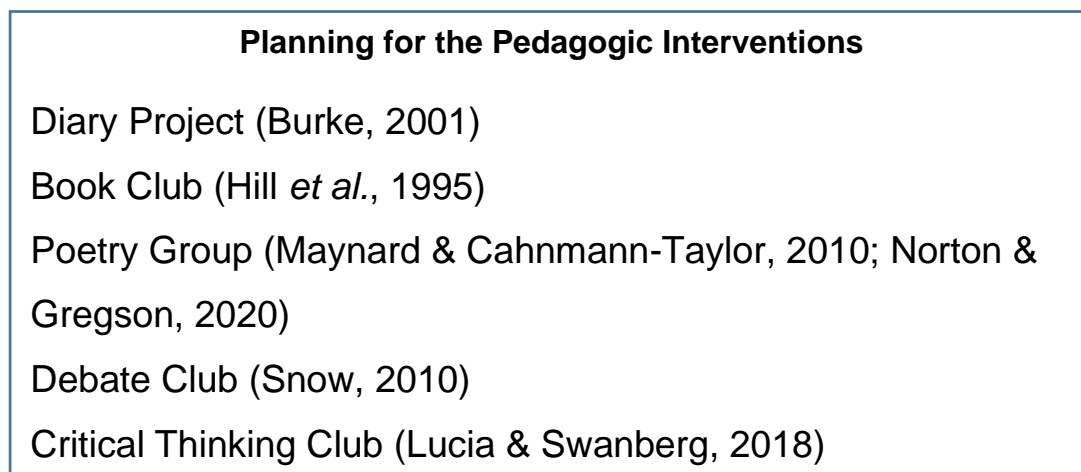 Planning for the Pedagogic Interventions
Diary Project (Burke, 2001)
Book Club (Hill et al., 1995)
Poetry Group (Maynard & Cahnmann-Taylor, 2010; Norton &
Gregson, 2020)
Debate Club (Snow, 2010)
Critical Thinking Club (Lucia & Swanberg, 2018)